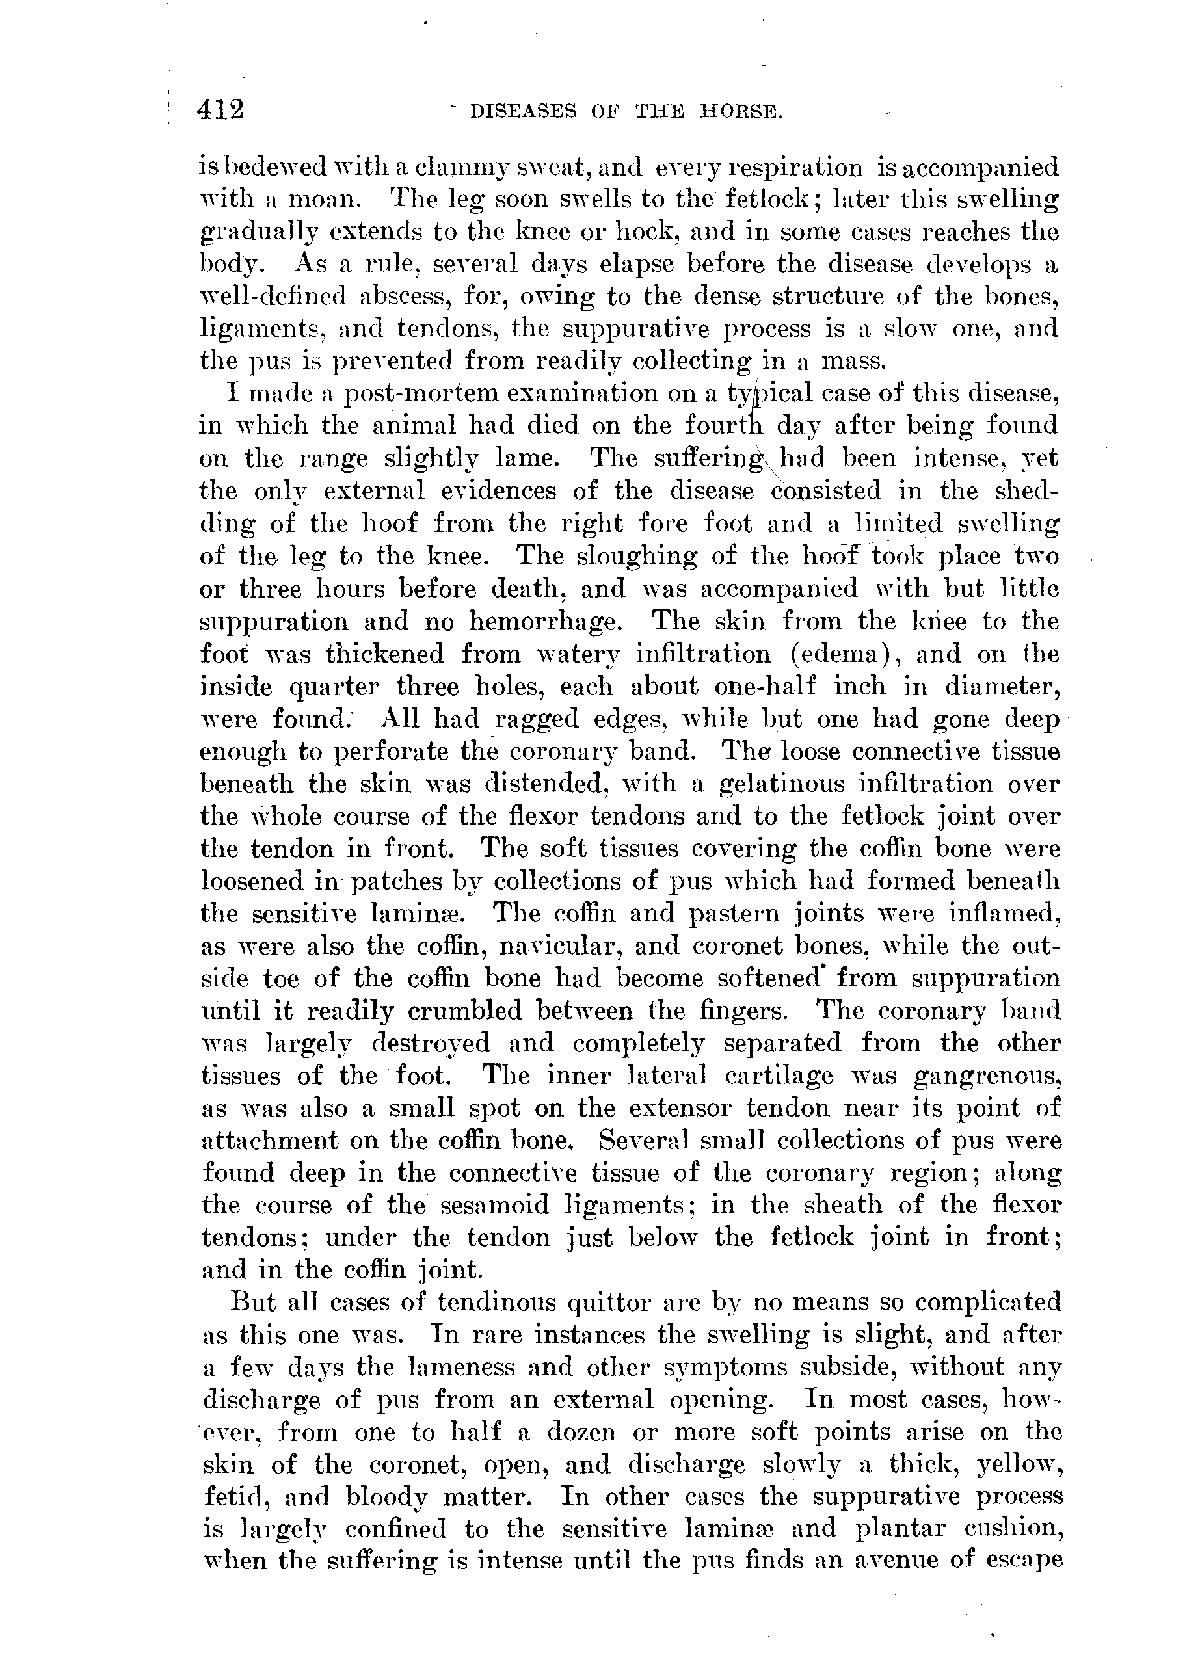 412 DISEASES OF THE HORSE.
is bedewed with a clammy sweat, and every respiration is accompanied
with a moan. The leg soon swells to the fetlock; later this swelling
gradually extends to the knee or hock, and in some cases reaches the
body. As a rule, several days elapse before the disease develops a
well-defined abscess, for, owing to the dense structure of the bones,
ligaments, and tendons, the suppurative process is a slow one, and
the pus is prevented from readily collecting in a mass.
I made a post-mortem examination on a typical case of this disease,
in which the animal had died on the fourth day after being found
on the range slightly lame. The suffering had been intense, yet
the only external evidences of the disease consisted in the shed-
ding of the hoof from the right fore foot and a limited swelling
of the leg to the knee. The sloughing of the hoof took place two
or three hours before death, and was accompanied with but little
suppuration and no hemorrhage. The skin from the knee to the
foot was thickened from watery infiltration (edema), and on the
inside quarter three holes, each about one-half inch in diameter,
were found. All had ragged edges, while but one had gone deep
enough to perforate the coronary band. The loose connective tissue
beneath the skin was distended, with a gelatinous infiltration over
the whole course of the flexor tendons and to the fetlock joint over
the tendon in front. The soft tissues covering the coffin bone were
loosened in patches by collections of pus which had formed beneath
the sensitive laminæ. The coffin and pastern joints were inflamed,
as were also the coffin, navicular, and coronet bones, while the out-
side toe of the coffin bone had become softened from suppuration
until it readily crumbled between the fingers. The coronary band
was largely destroyed and completely separated from the other
tissues of the foot. The inner lateral cartilage was gangrenous,
as was also a small spot on the extensor tendon near its point of
attachment on the coffin bone. Several small collections of pus were
found deep in the connective tissue of the coronary region; along
the course of the sesamoid ligaments; in the sheath of the flexor
tendons; under the tendon just below the fetlock joint in front;
and in the coffin joint.
But all cases of tendinous quittor are by no means so complicated
as this one was. In rare instances the swelling is slight, and after
a few days the lameness and other symptoms subside, without any
discharge of pus from an external opening. In most cases, how-
ever, from one to half a dozen or more soft points arise on the
skin of the coronet, open, and discharge slowly a thick, yellow,
fetid, and bloody matter. In other cases the suppurative process
is largely confined to the sensitive laminæ and plantar cushion,
when the suffering is intense until the pus finds an avenue of escape